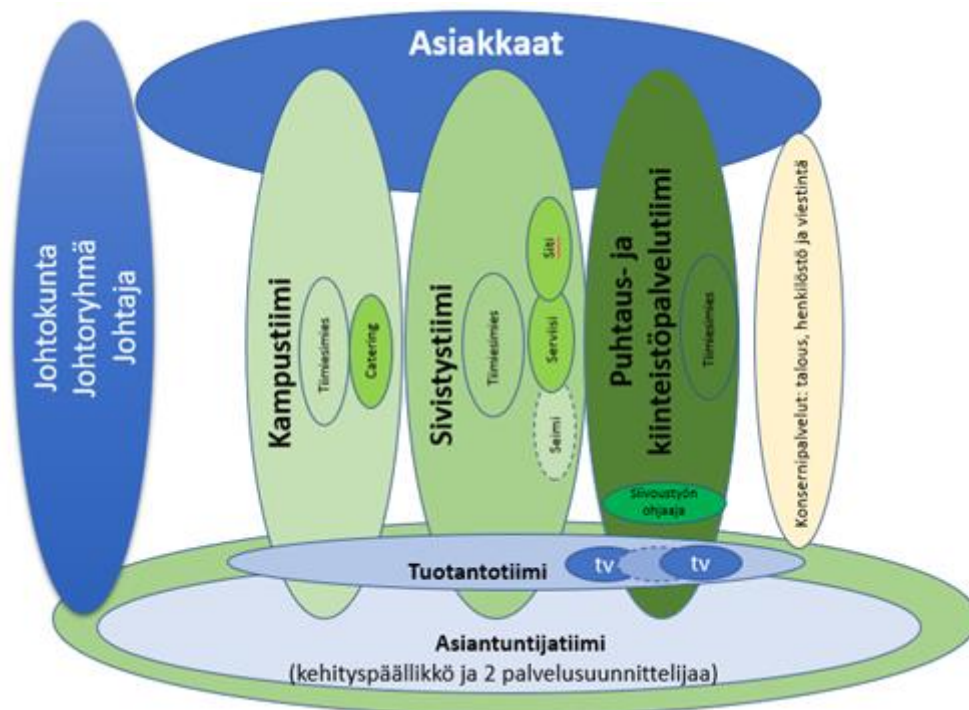 Asiakkaat
Johtokunta
Johtoryhmä
Johtaja
Kampustiimi
Tiimiesimies
Catering
Sivistystiimi
Tiimiesimies
Siti
Serviisi
Seimi
Puhtaus- ja
kiinteistöpalvelutiimi
Tiimiesimies
Siivoustyön
ohjaaja
Konsernipalvelut: talous, henkilöstö ja viestintä
Tuotantotiimi
tv
tv
Asiantuntijatiimi
(kehityspäällikkö ja 2 palvelusuunnittelijaa)